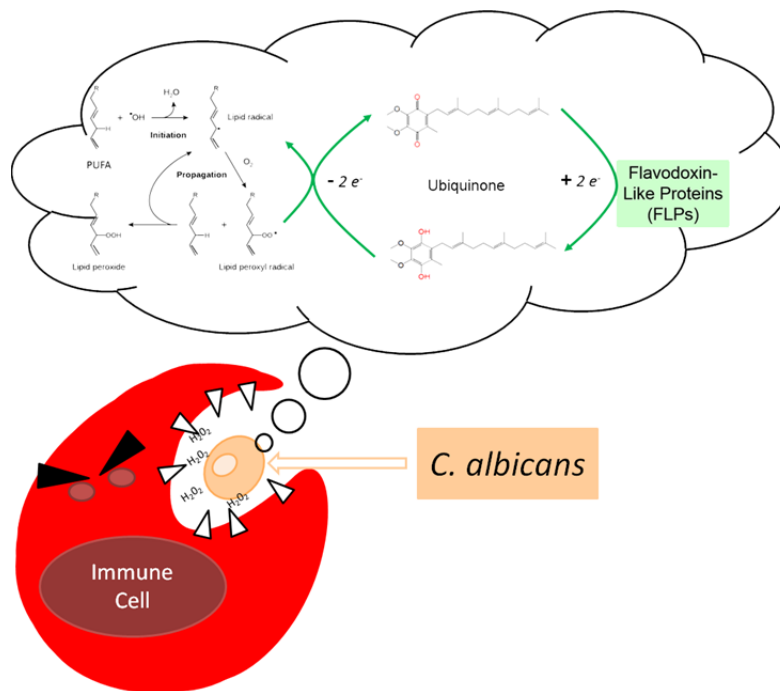 R
H₂O
R
+ •OH
Lipid radical
H
Initiation
PUFA
O₂
Propagation
R
R
R
OOH
H
+
OO•
Lipid peroxide
Lipid peroxyl radical
- 2 e⁻
O
O
O
O
Ubiquinone
+ 2 e⁻
Flavodoxin-
Like Proteins
(FLPs)
OH
O
O
OH
H₂O₂
H₂O₂
H₂O₂
H₂O₂
C. albicans
Immune
Cell